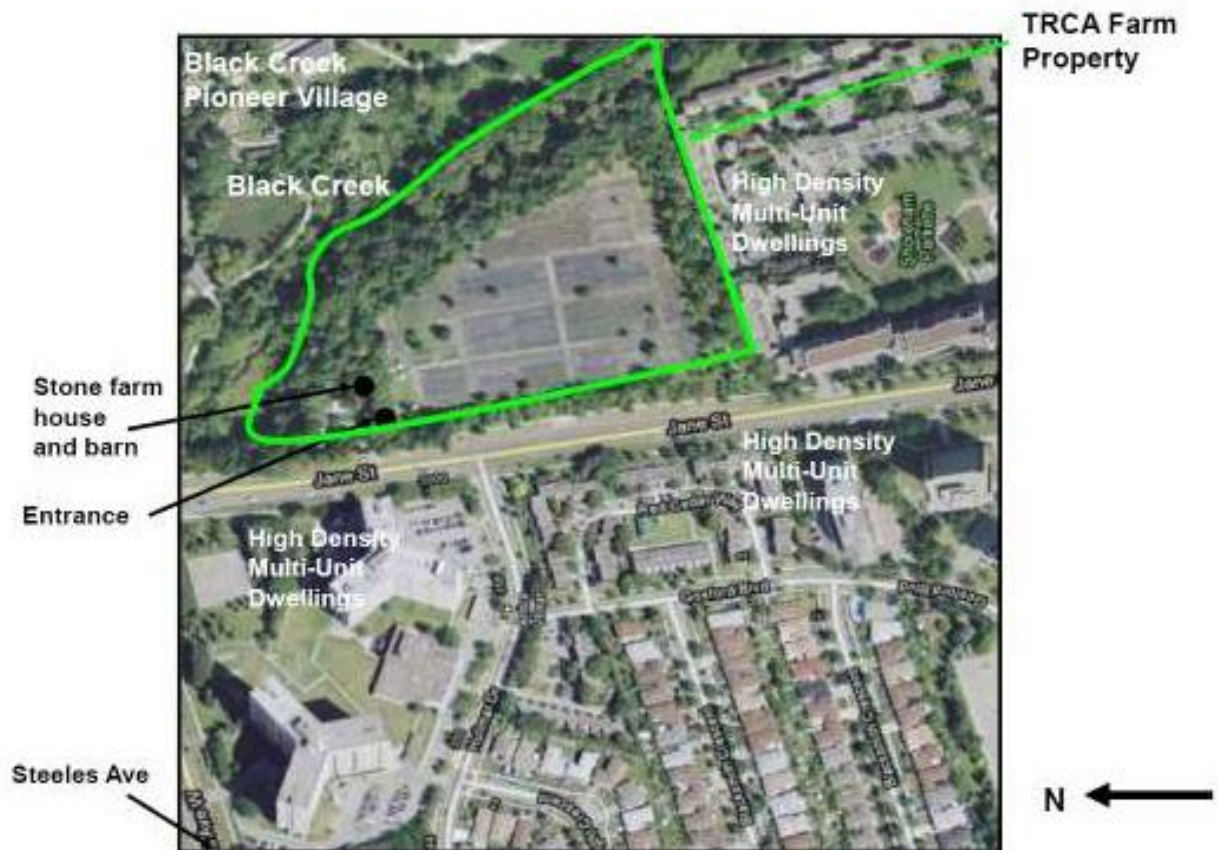 TRCA Farm
Property
Black Creek
Pioneer Village
Black Creek
High Density
Multi-Unit
Dwellings
Stone farm
house
and barn
Entrance
Jane St
Jane St
Jane
High Density
Multi-Unit
Dwellings
High Density
Multi-Unit
Dwellings
Steeles Ave
N